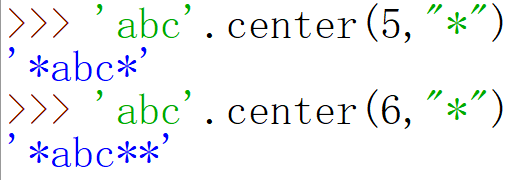 >>> 'abc'.center(5,"*")
'*abc*'
>>> 'abc'.center(6,"*")
'*abc**'